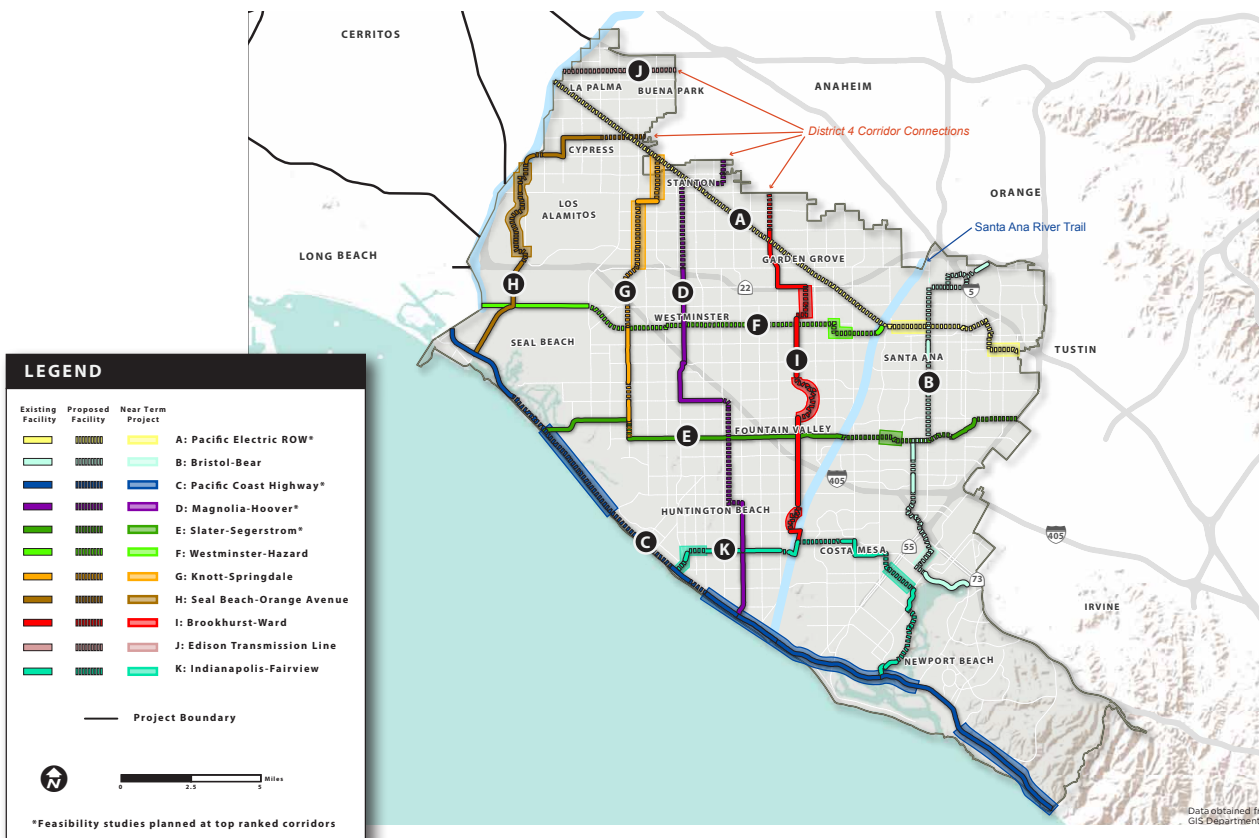 CERRITOS
J
LA PALMA
BUENA PARK
ANAHEIM
District 4 Corridor Connections
CYPRESS
STANTON
ORANGE
LOS
ALAMITOS
A
Santa Ana River Trail
LONG BEACH
GARDEN GROVE
H
G
D
22
5
WESTMINSTER
F
SEAL BEACH
I
SANTA ANA
TUSTIN
B
E
FOUNTAIN VALLEY
405
HUNTINGTON BEACH
405
C
K
COSTA MESA
55
73
IRVINE
NEWPORT BEACH
LEGEND
Existing
Facility
Proposed
Facility
Near Term
Project
A: Pacific Electric ROW*
B: Bristol-Bear
C: Pacific Coast Highway*
D: Magnolia-Hoover*
E: Slater-Segerstrom*
F: Westminster-Hazard
G: Knott-Springdale
H: Seal Beach-Orange Avenue
I: Brookhurst-Ward
J: Edison Transmission Line
K: Indianapolis-Fairview
Project Boundary
N
Miles
0 2.5 5
*Feasibility studies planned at top ranked corridors
Data obtained
GIS Department